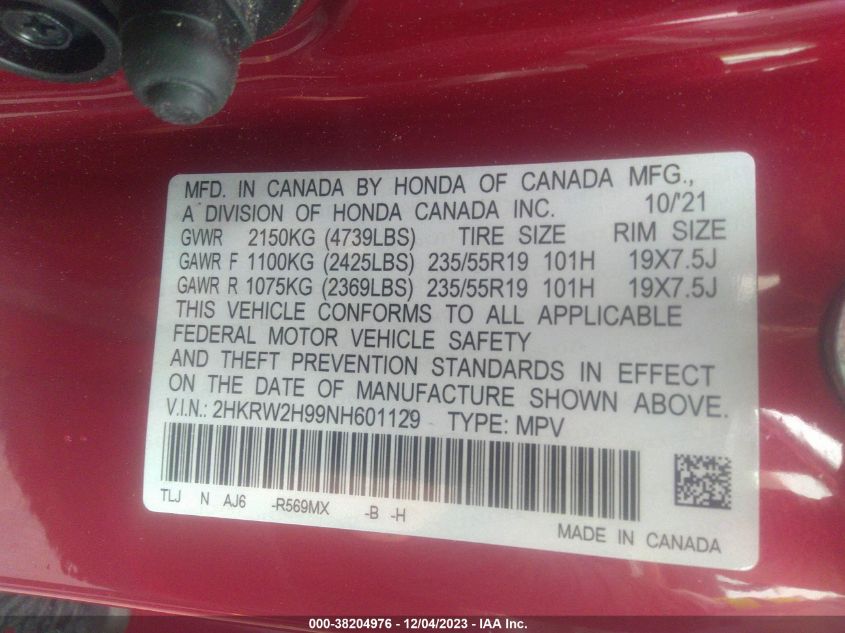 MFD. IN CANADA BY HONDA OF CANADA MFG.,
A DIVISION OF HONDA CANADA INC. 10/'21
GVWR 2150KG (4739LBS) TIRE SIZE RIM SIZE
GAWR F 1100KG (2425LBS) 235/55R19 101H 19X7.5J
GAWR R 1075KG (2369LBS) 235/55R19 101H 19X7.5J
THIS VEHICLE CONFORMS TO ALL APPLICABLE
FEDERAL MOTOR VEHICLE SAFETY
AND THEFT PREVENTION STANDARDS IN EFFECT
ON THE DATE OF MANUFACTURE SHOWN ABOVE.
V.I.N.: 2HKRW2H99NH601129 TYPE: MPV
TLJ N AJ6 -R569MX -B -H
MADE IN CANADA
000-38204976 - 12/04/2023 - IAA Inc.